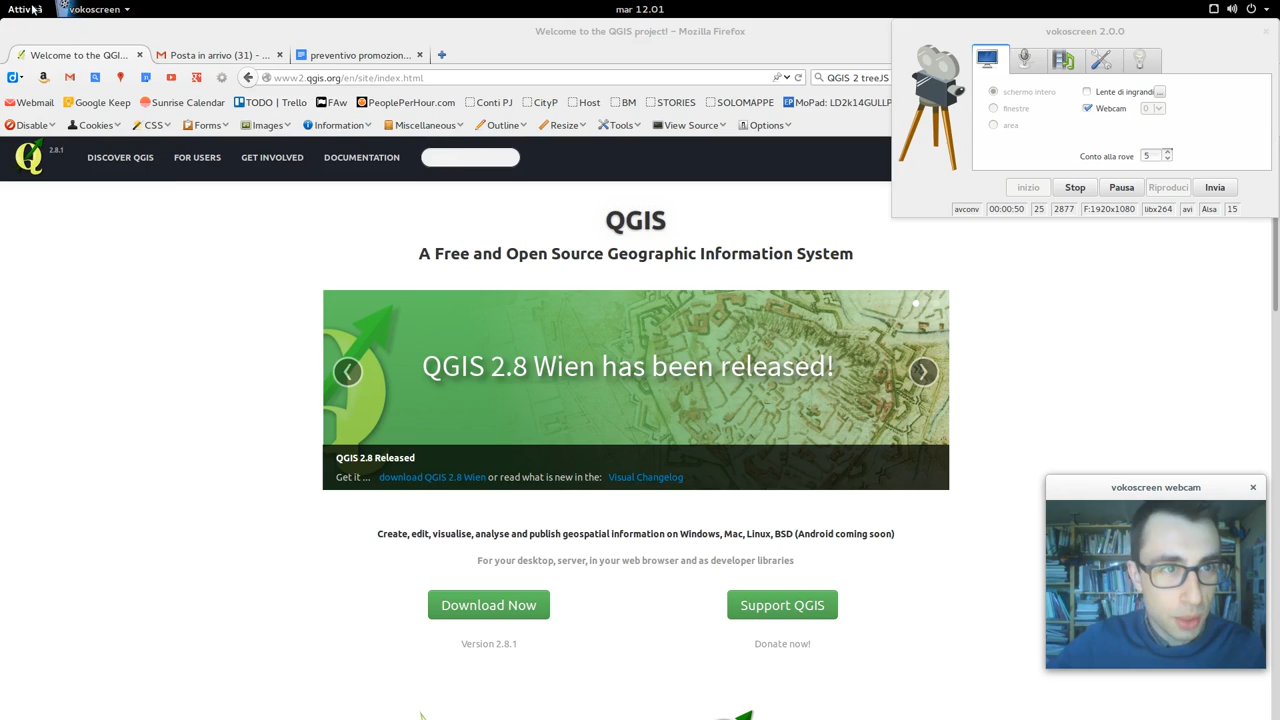 Attività vokoscreen
mar 12.01
Welcome to the QGIS project! – Mozilla Firefox
vokoscreen 2.0.0
Welcome to the QGI... Posta in arrivo (31) - ... preventivo promozion...
www2.qgis.org/en/site/index.html
QGIS 2 treeJS
Webmail Google Keep Sunrise Calendar TODO | Trello FAw PeoplePerHour.com Conti PJ CityP Host BM STORIES SOLOMAPPE MoPad: LD2k14GULLP
Disable Cookies CSS Forms Images Information Miscellaneous Outline Resize Tools View Source Options
2.8.1 DISCOVER QGIS FOR USERS GET INVOLVED DOCUMENTATION
schermo intero Lente di ingrandi ...
finestre Webcam 0
area
Conto alla rove 5
inizio Stop Pausa Riproduci Invia
avconv 00:00:50 25 2877 F:1920x1080 libx264 avi Alsa 15
QGIS
A Free and Open Source Geographic Information System
QGIS 2.8 Wien has been released!
QGIS 2.8 Released
Get it ... download QGIS 2.8 Wien or read what is new in the: Visual Changelog
vokoscreen webcam
Create, edit, visualise, analyse and publish geospatial information on Windows, Mac, Linux, BSD (Android coming soon)
For your desktop, server, in your web browser and as developer libraries
Download Now Support QGIS
Version 2.8.1 Donate now!